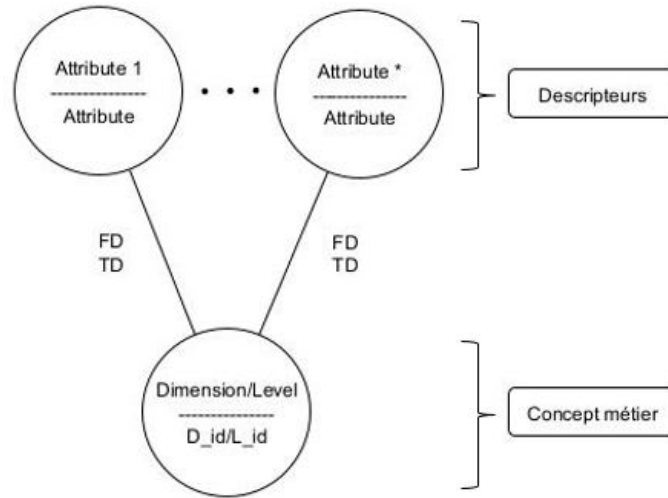 Attribute 1
------------------
Attribute
• • •
Attribute *
------------------
Attribute
Descripteurs
FD
TD
FD
TD
Dimension/Level
------------------
D_id/L_id
Concept métier